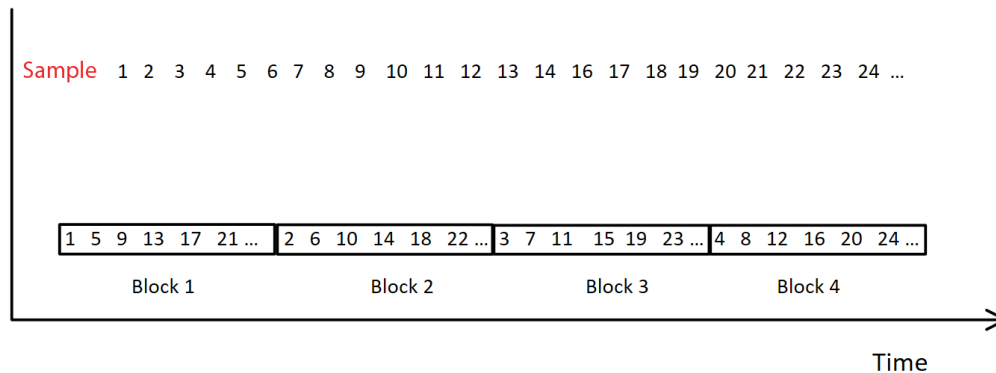 Sample 1 2 3 4 5 6 7 8 9 10 11 12 13 14 16 17 18 19 20 21 22 23 24 ...
1 5 9 13 17 21 ... 2 6 10 14 18 22 ... 3 7 11 15 19 23 ... 4 8 12 16 20 24 ...
Block 1 Block 2 Block 3 Block 4
Time